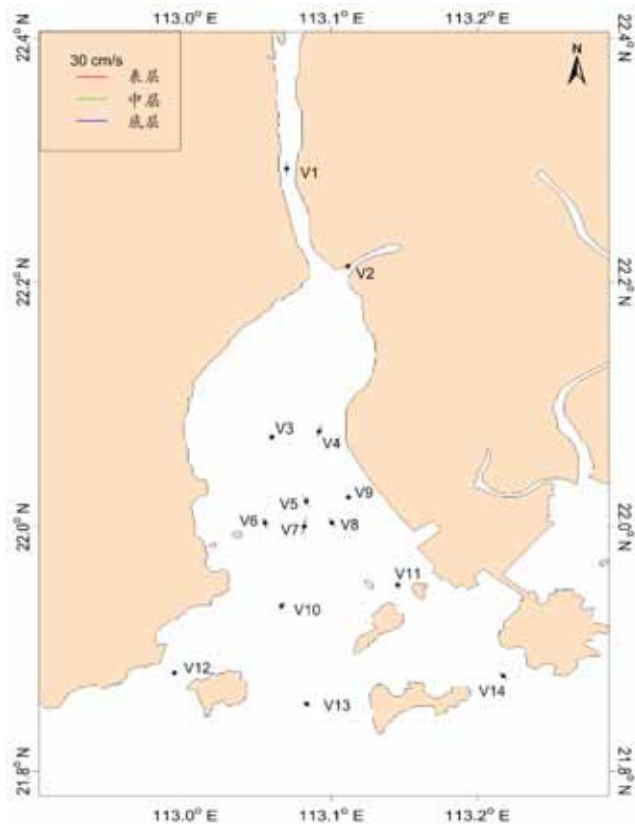 113.0° E 113.1° E 113.2° E
22.4° N 22.4° N
N
30 cm/s
表层
中层
底层
V1
V2
22.2° N 22.2° N
V3 V4
V5 V9
V6 V7 V8
22.0° N 22.0° N
V11
V10
V12
V14
V13
21.8° N 21.8° N
113.0° E 113.1° E 113.2° E